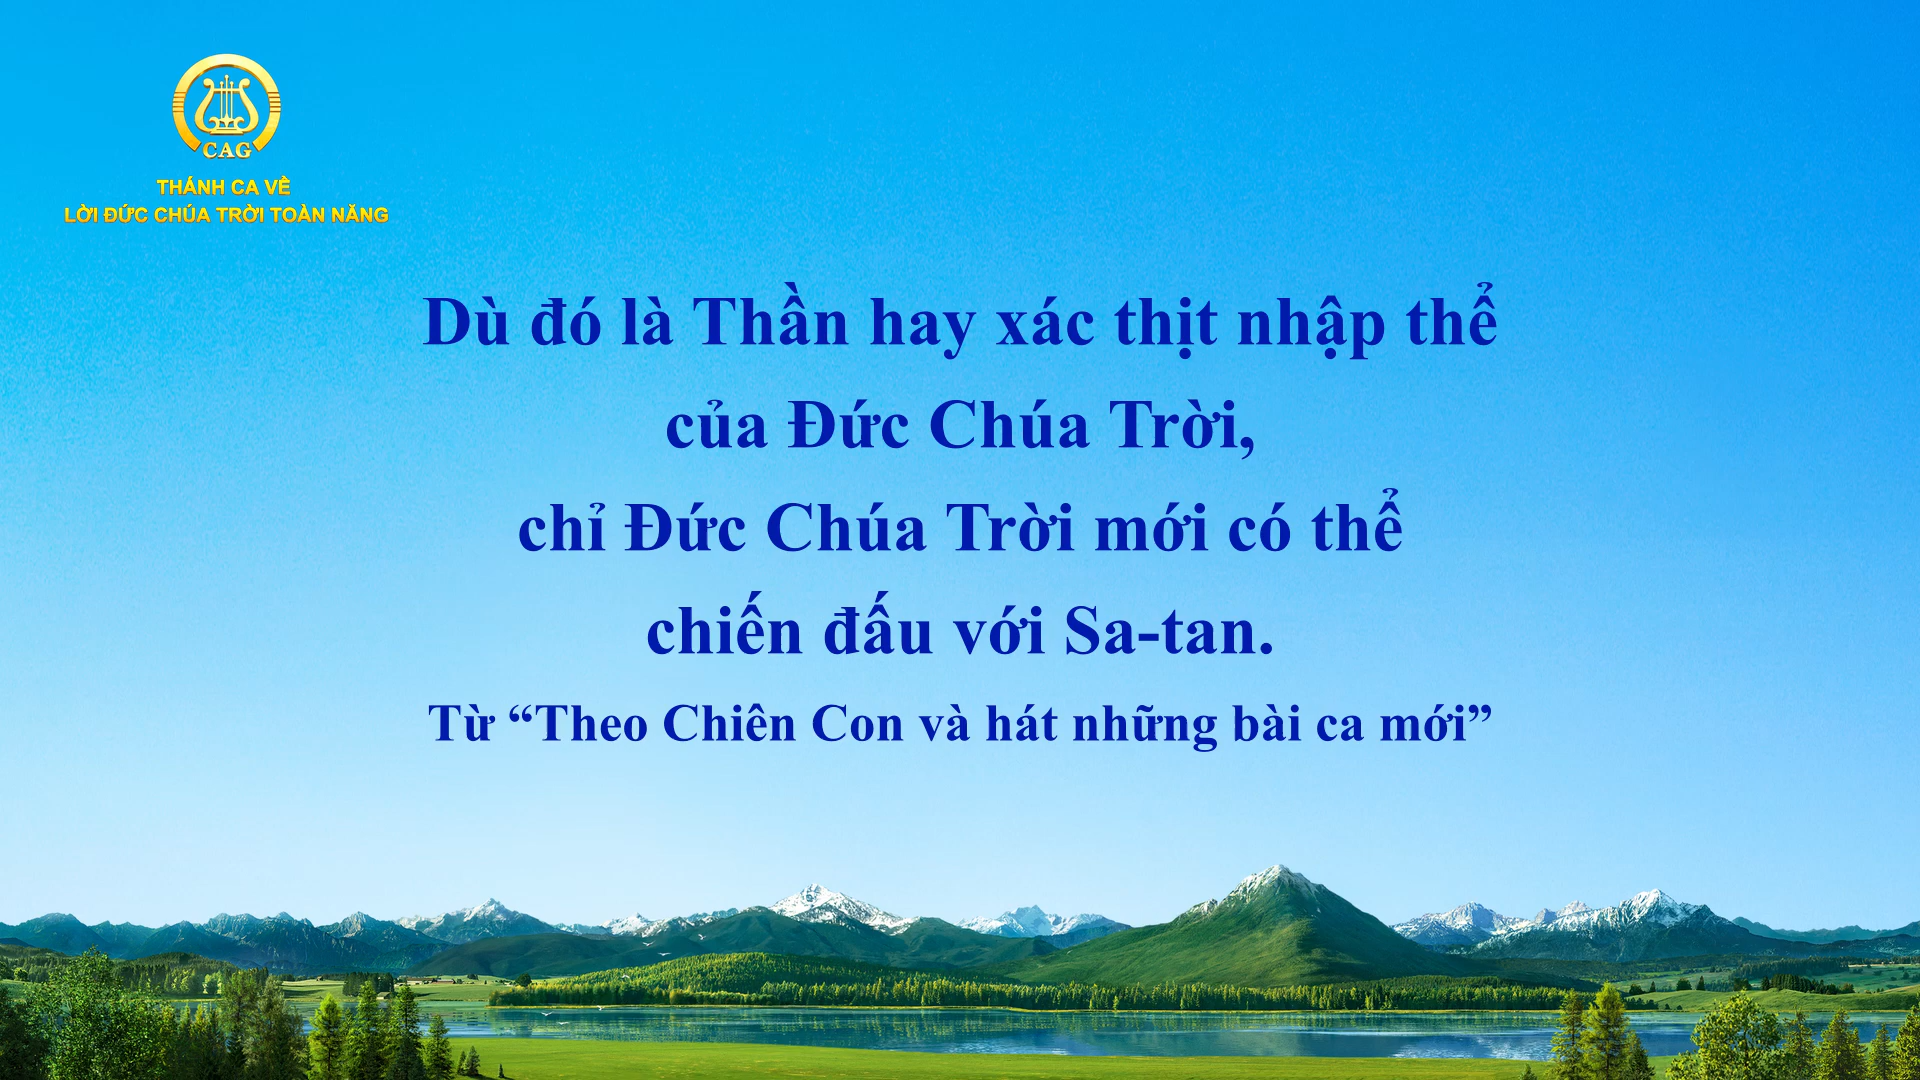 CAG
THÁNH CA VỀ
LỜI ĐỨC CHÚA TRỜI TOÀN NĂNG
Dù đó là Thần hay xác thịt nhập thể
của Đức Chúa Trời,
chỉ Đức Chúa Trời mới có thể
chiến đấu với Sa-tan.
Từ “Theo Chiên Con và hát những bài ca mới”